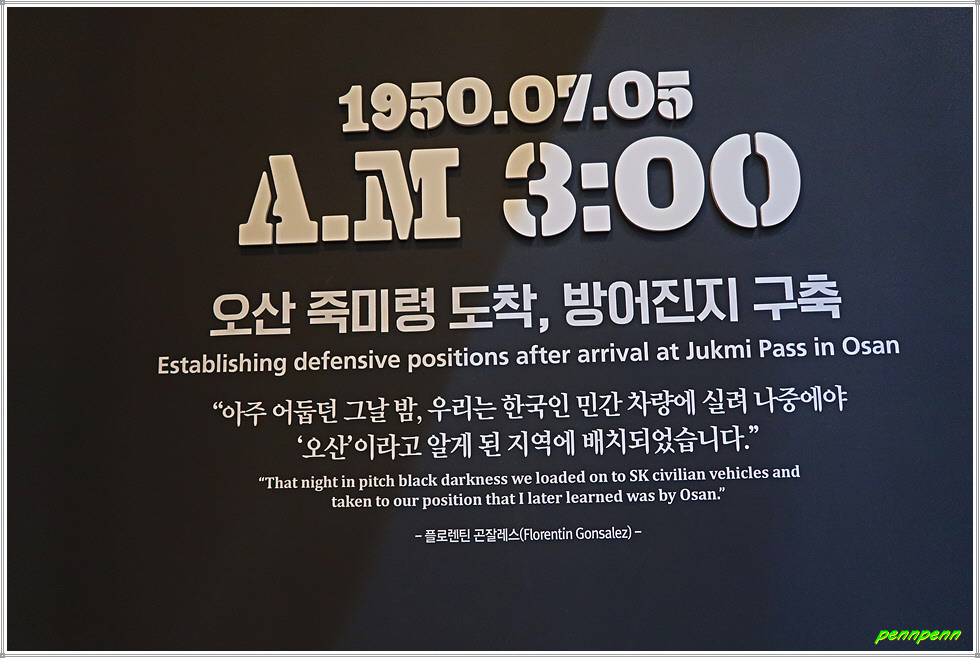 1950.07.05
A.M 3:00
오산 죽미령 도착, 방어진지 구축
Establishing defensive positions after arrival at Jukmi Pass in Osan
“아주 어둡던 그날 밤, 우리는 한국인 민간 차량에 실려 나중에야
‘오산’이라고 알게 된 지역에 배치되었습니다.”
“That night in pitch black darkness we loaded on to SK civilian vehicles and
taken to our position that I later learned was by Osan.”
– 플로렌틴 곤잘레스(Florentin Gonsalez) –
pennpenn